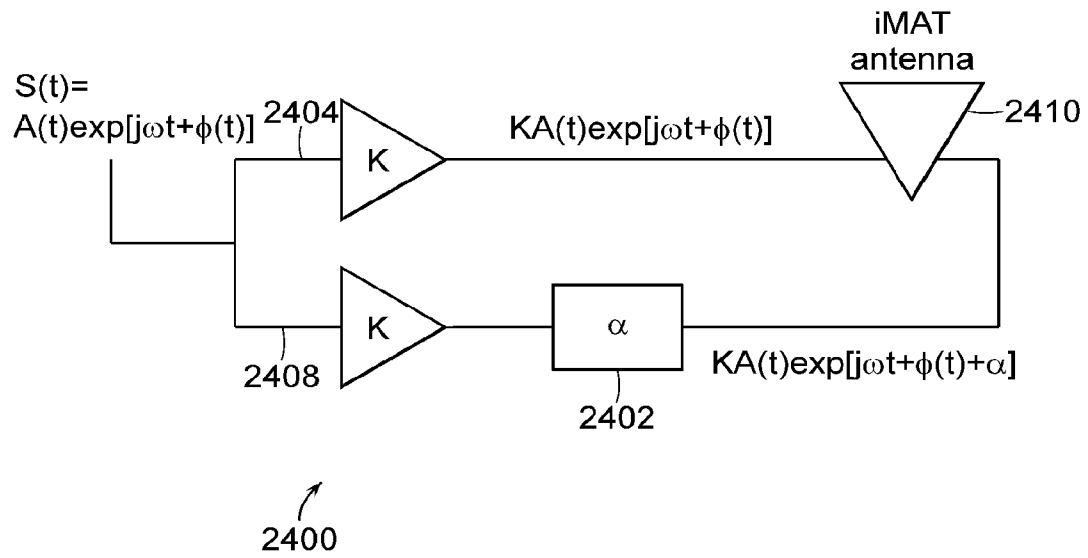 iMAT
antenna
S(t)=
A(t)exp[jωt+ϕ(t)]
2404
K
KA(t)exp[jωt+ϕ(t)]
2410
K
α
2408
2402
KA(t)exp[jωt+ϕ(t)+α]
2400